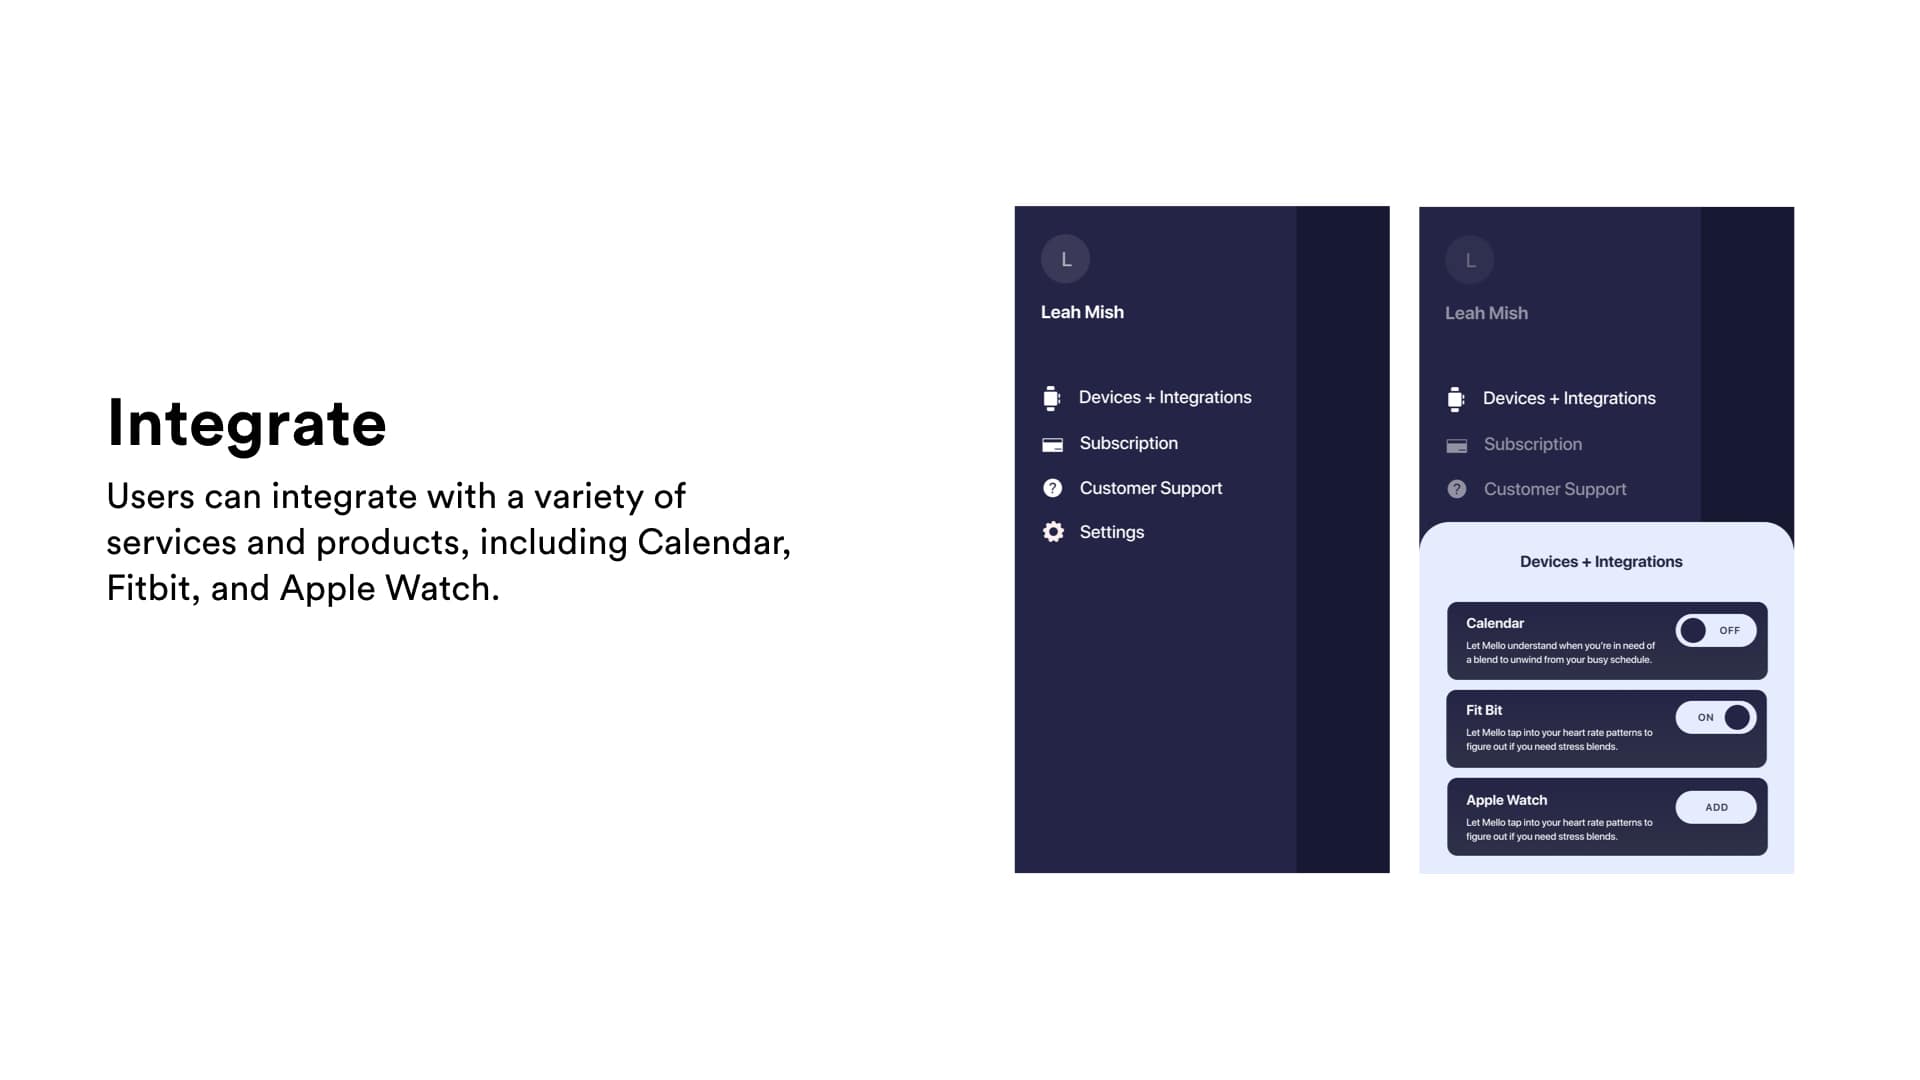 Integrate
Users can integrate with a variety of
services and products, including Calendar,
Fitbit, and Apple Watch.
L
Leah Mish
Devices + Integrations
Subscription
Customer Support
Settings
L
Leah Mish
Devices + Integrations
Subscription
Customer Support
Devices + Integrations
Calendar
Let Mello understand when you're in need of
a blend to unwind from your busy schedule.
OFF
Fit Bit
Let Mello tap into your heart rate patterns to
figure out if you need stress blends.
ON
Apple Watch
Let Mello tap into your heart rate patterns to
figure out if you need stress blends.
ADD